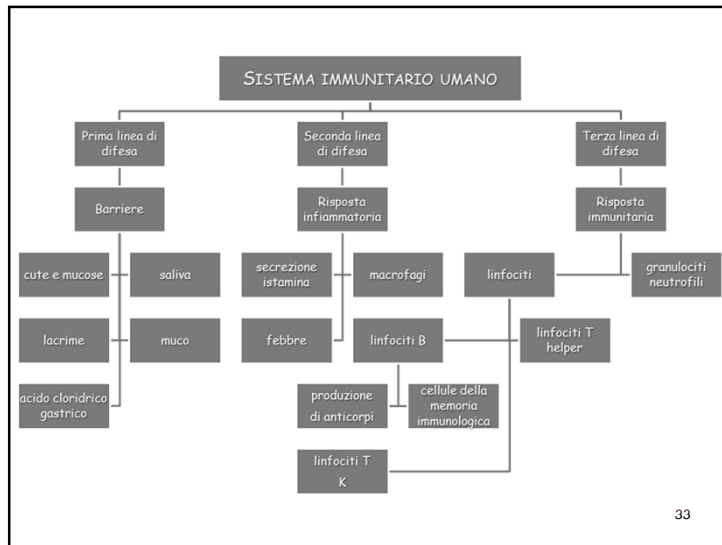 SISTEMA IMMUNITARIO UMANO
Prima linea di
difesa
Seconda linea
di difesa
Terza linea di
difesa
Barriere
Risposta
infiammatoria
Risposta
immunitaria
cute e mucose
saliva
secrezione
istamina
macrofagi
linfociti
granulociti
neutrofili
lacrime
muco
febbre
linfociti B
linfociti T
helper
acido cloridrico
gastrico
produzione
di anticorpi
cellule della
memoria
immunologica
linfociti T
K
33